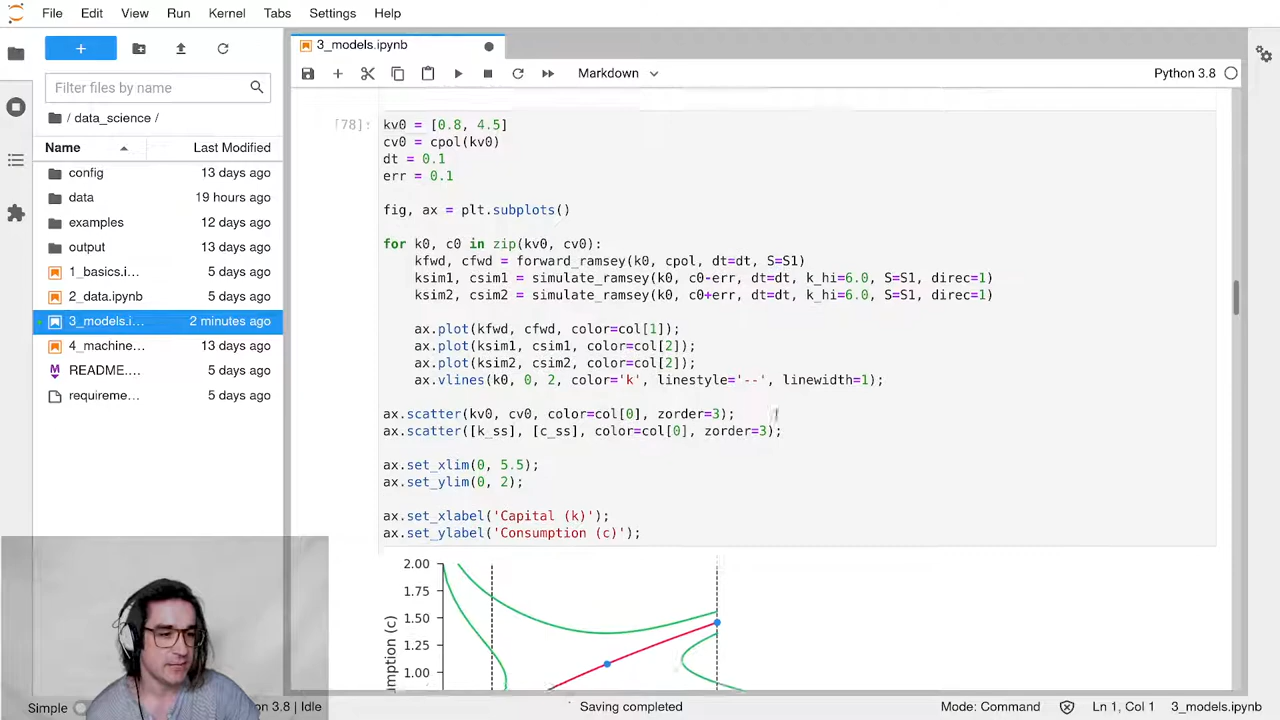 File Edit View Run Kernel Tabs Settings Help
3_models.ipynb
Filter files by name
Markdown
Python 3.8
/ data_science /
Name Last Modified
config 13 days ago
data 19 hours ago
examples 12 days ago
output 13 days ago
1_basics.i... 5 days ago
2_data.ipynb 5 days ago
3_models.i... 2 minutes ago
4_machine... 13 days ago
README.... 5 days ago
requireme... 5 days ago
[78]:
kv0 = [0.8, 4.5]
cv0 = cpol(kv0)
dt = 0.1
err = 0.1
fig, ax = plt.subplots()
for k0, c0 in zip(kv0, cv0):
kfwd, cfwd = forward_ramsey(k0, cpol, dt=dt, S=S1)
ksim1, csim1 = simulate_ramsey(k0, c0-err, dt=dt, k_hi=6.0, S=S1, direc=1)
ksim2, csim2 = simulate_ramsey(k0, c0+err, dt=dt, k_hi=6.0, S=S1, direc=1)
ax.plot(kfwd, cfwd, color=col[1]);
ax.plot(ksim1, csim1, color=col[2]);
ax.plot(ksim2, csim2, color=col[2]);
ax.vlines(k0, 0, 2, color='k', linestyle='--', linewidth=1);
ax.scatter(kv0, cv0, color=col[0], zorder=3);
ax.scatter([k_ss], [c_ss], color=col[0], zorder=3);
ax.set_xlim(0, 5.5);
ax.set_ylim(0, 2);
ax.set_xlabel('Capital (k)');
ax.set_ylabel('Consumption (c)');
2.00
1.75
1.50
1.25
1.00
(c)
Simple
3.8 | Idle
Saving completed
Mode: Command
Ln 1, Col 1
3_models.ipynb